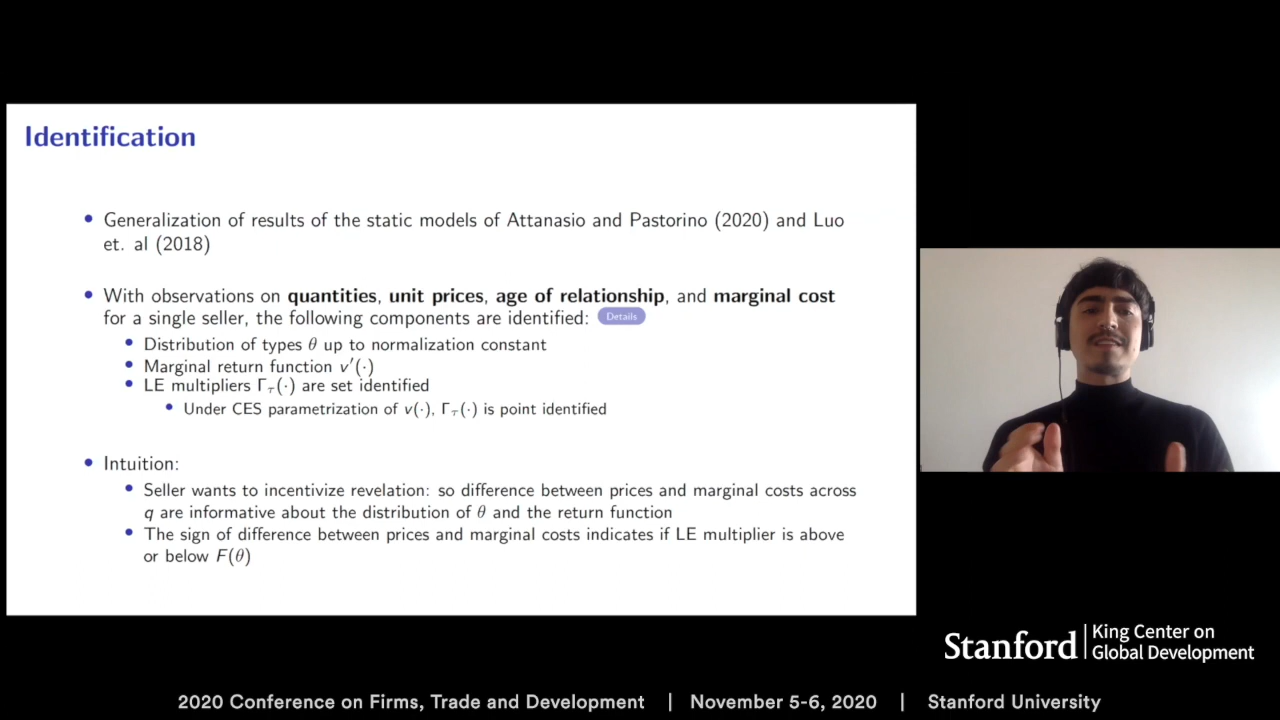 Identification
Generalization of results of the static models of Attanasio and Pastorino (2020) and Luo
et. al (2018)
With observations on quantities, unit prices, age of relationship, and marginal cost
for a single seller, the following components are identified: Details
Distribution of types θ up to normalization constant
Marginal return function v′(·)
LE multipliers Γτ(·) are set identified
Under CES parametrization of v(·), Γτ(·) is point identified
Intuition:
Seller wants to incentivize revelation: so difference between prices and marginal costs across
q are informative about the distribution of θ and the return function
The sign of difference between prices and marginal costs indicates if LE multiplier is above
or below F(θ)
Stanford | King Center on
Global Development
2020 Conference on Firms, Trade and Development | November 5-6, 2020 | Stanford University